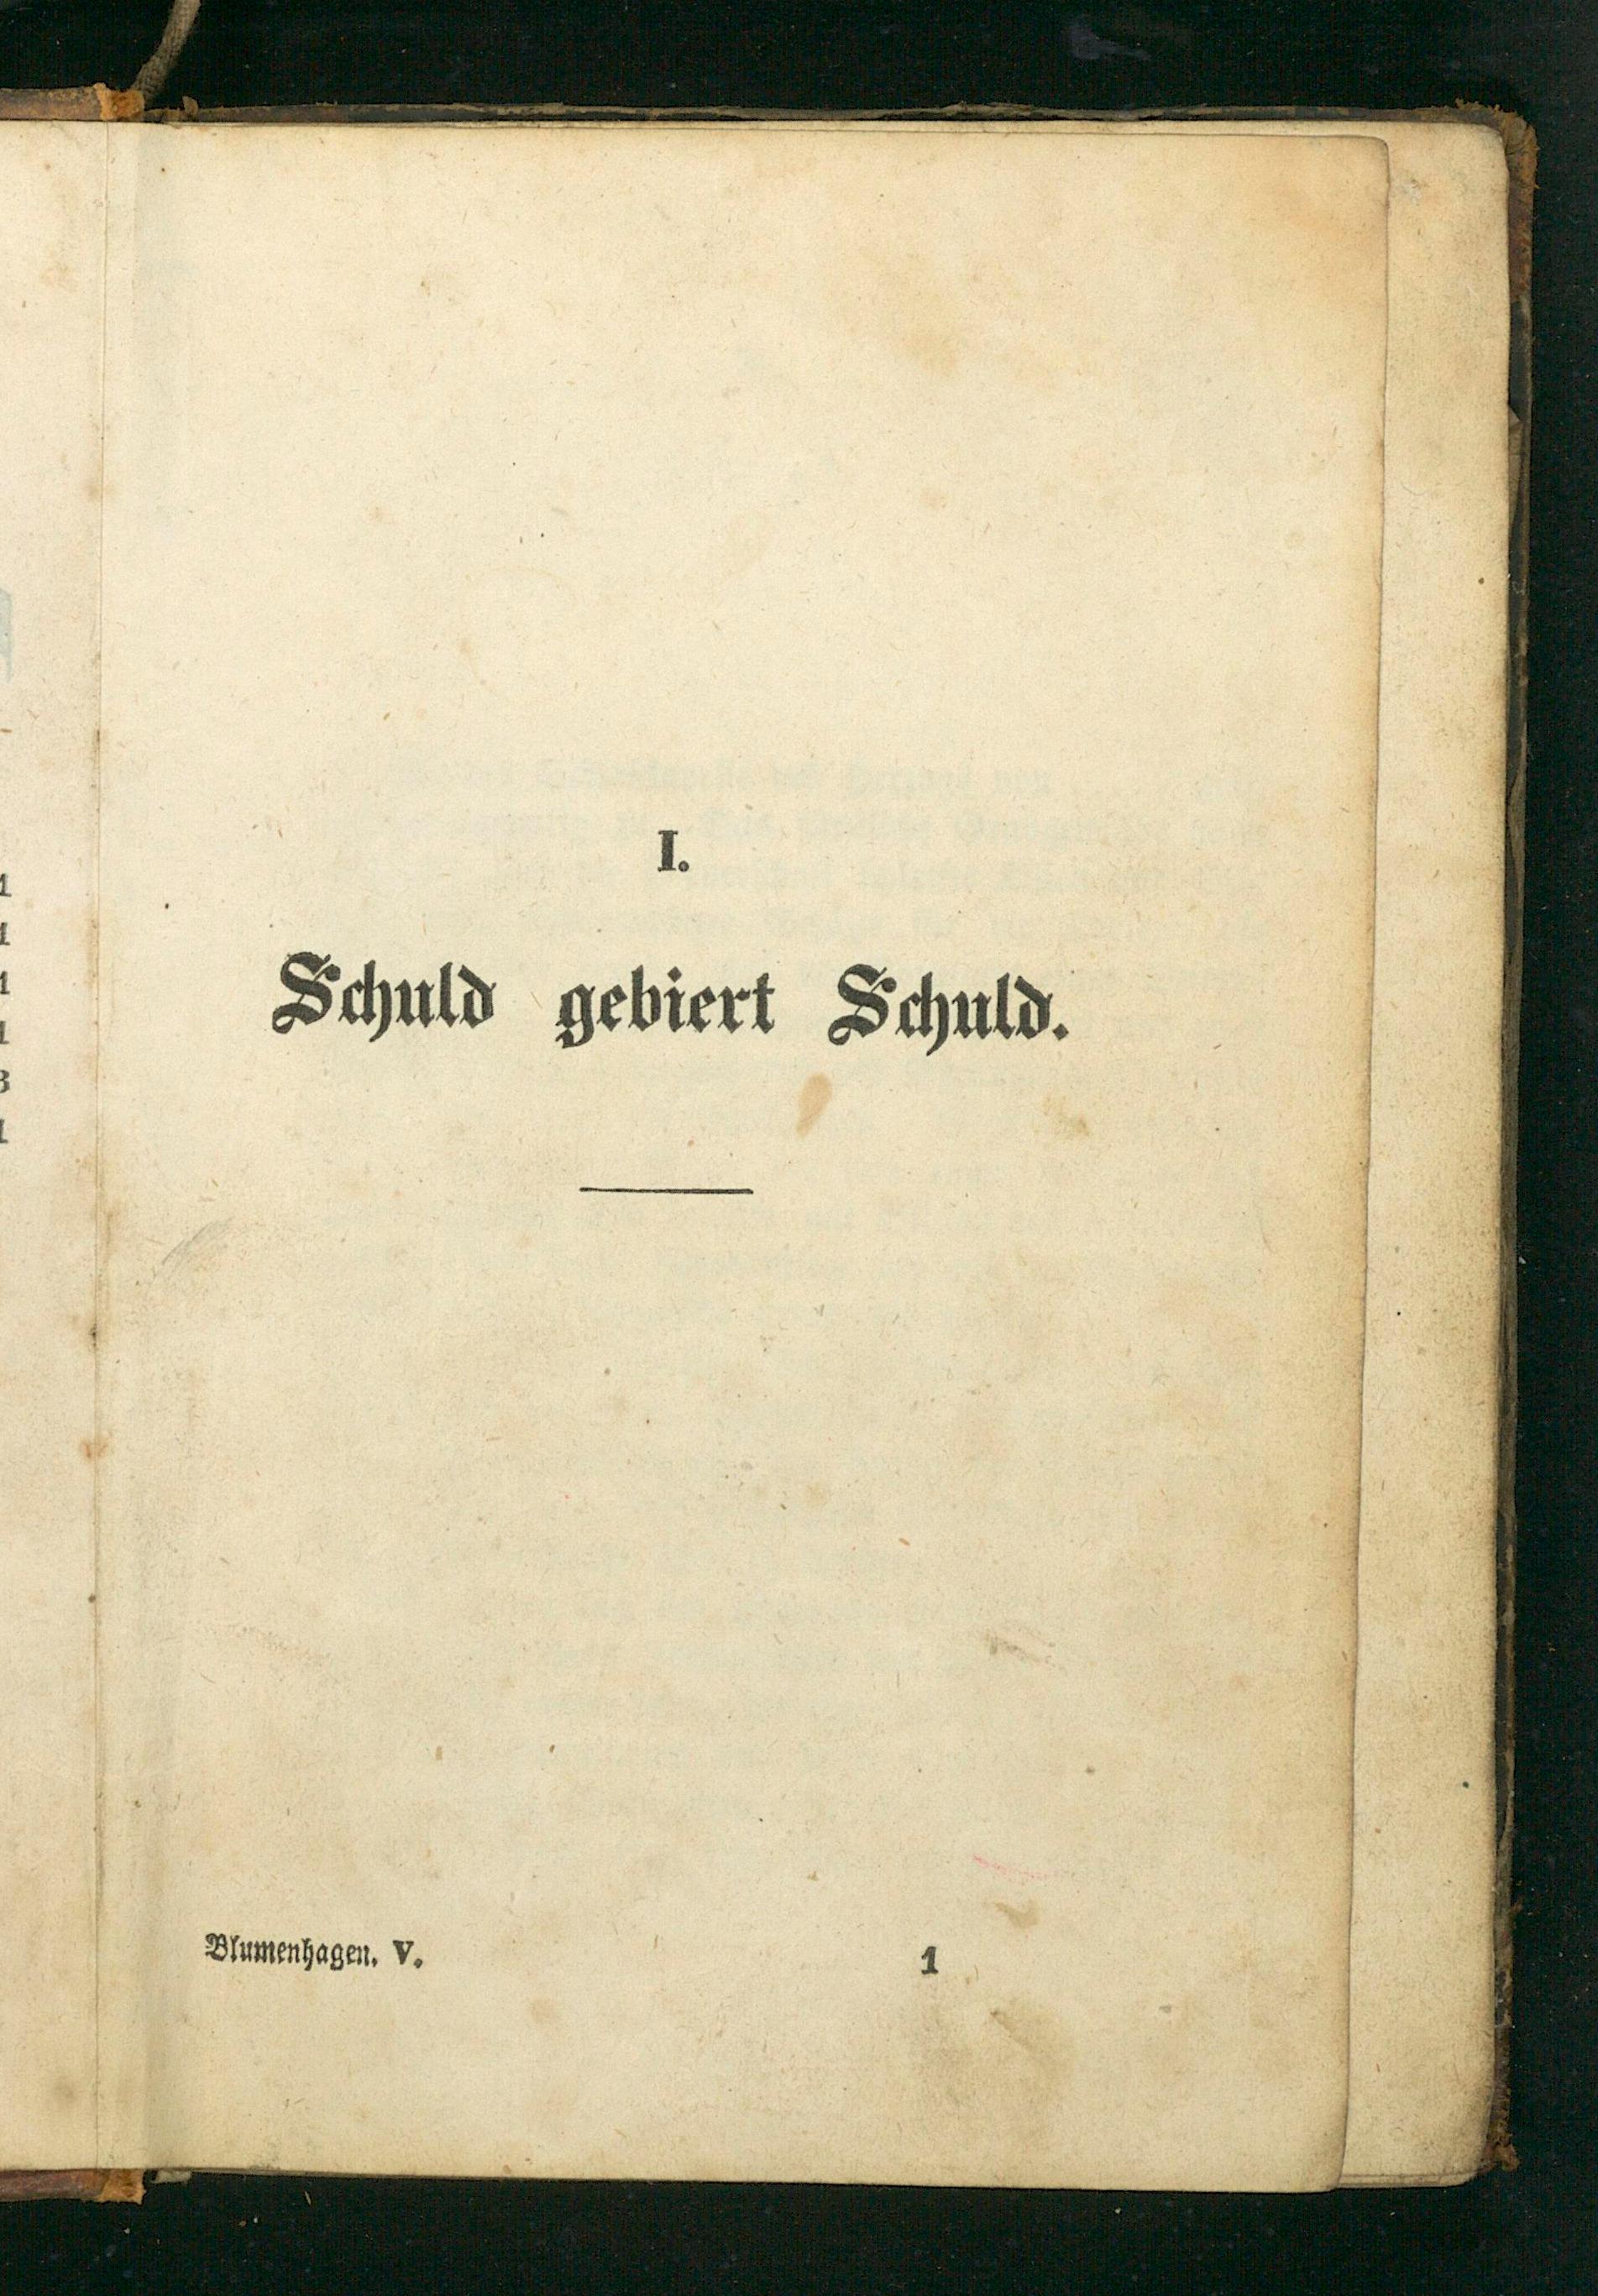 I.
Schuld gebiert Schuld.
Blumenhagen. V. 1